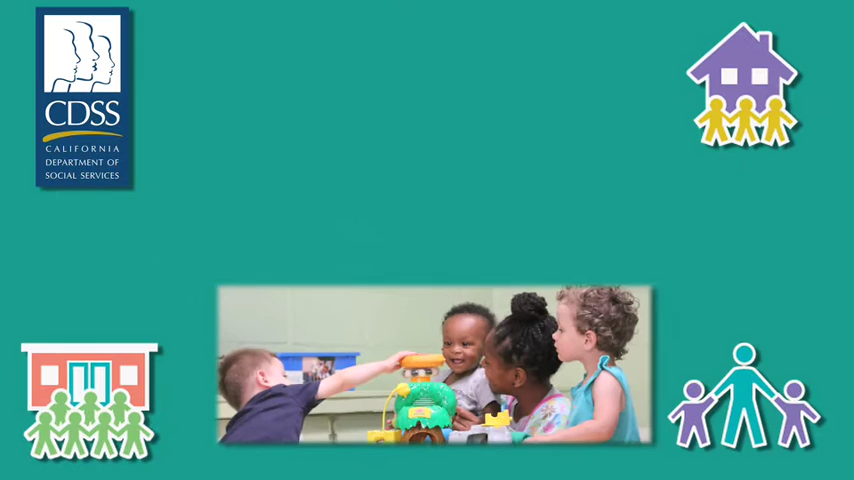 CDSS
CALIFORNIA
DEPARTMENT OF
SOCIAL SERVICES